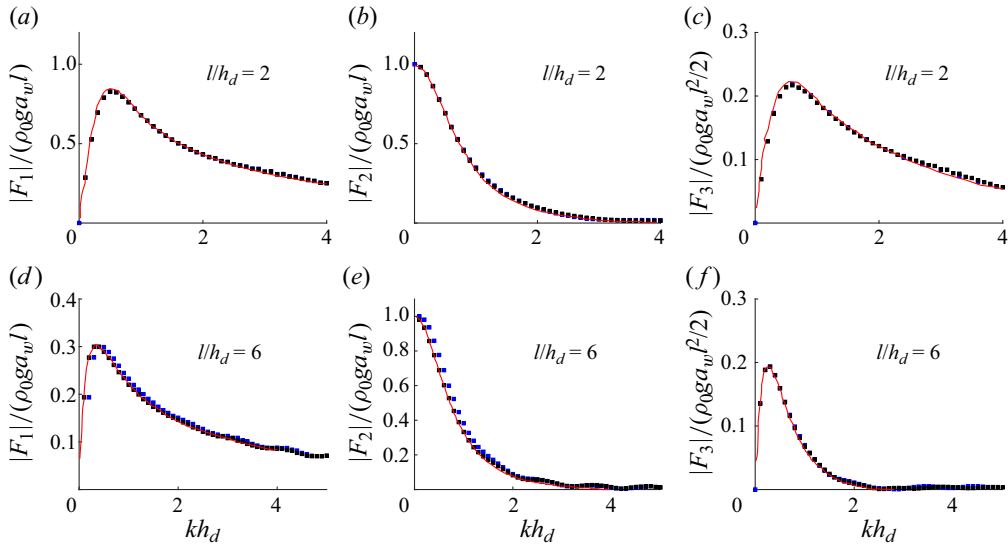 (a)
1.0
0.5
0
2
4
l/h_d = 2
|F_1|/(ρ_0ga_wl)
(b)
1.0
0.5
0
2
4
l/h_d = 2
|F_2|/(ρ_0ga_wl)
(c)
0.3
0.2
0.1
0
2
4
l/h_d = 2
|F_3|/(ρ_0ga_wl^2/2)
(d)
0.4
0.3
0.2
0.1
0
2
4
l/h_d = 6
|F_1|/(ρ_0ga_wl)
kh_d
(e)
1.0
0.8
0.6
0.4
0.2
0
2
4
l/h_d = 6
|F_2|/(ρ_0ga_wl)
kh_d
(f)
0.3
0.2
0.1
0
2
4
l/h_d = 6
|F_3|/(ρ_0ga_wl^2/2)
kh_d